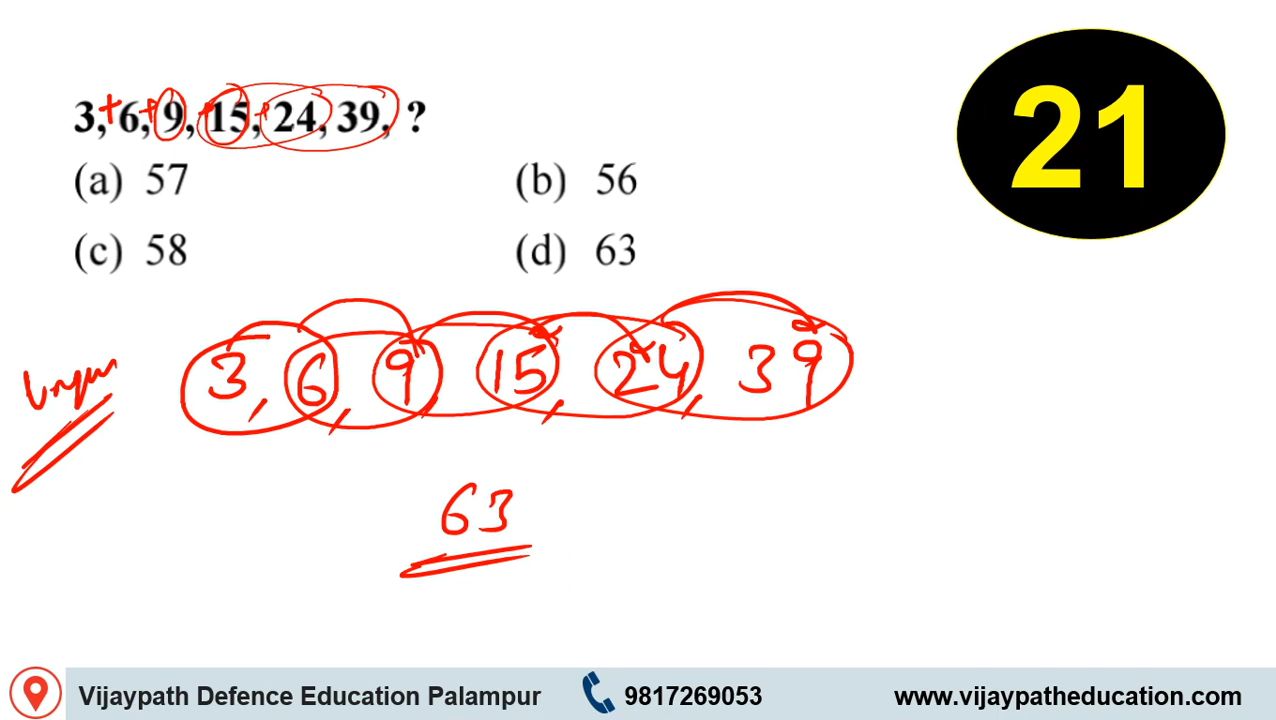 3, 6, 9, 15, 24, 39, ?
21
(a) 57 (b) 56
(c) 58 (d) 63
3, 6, 9, 15, 24, 39
63
Vijaypath Defence Education Palampur 9817269053 www.vijaypatheducation.com